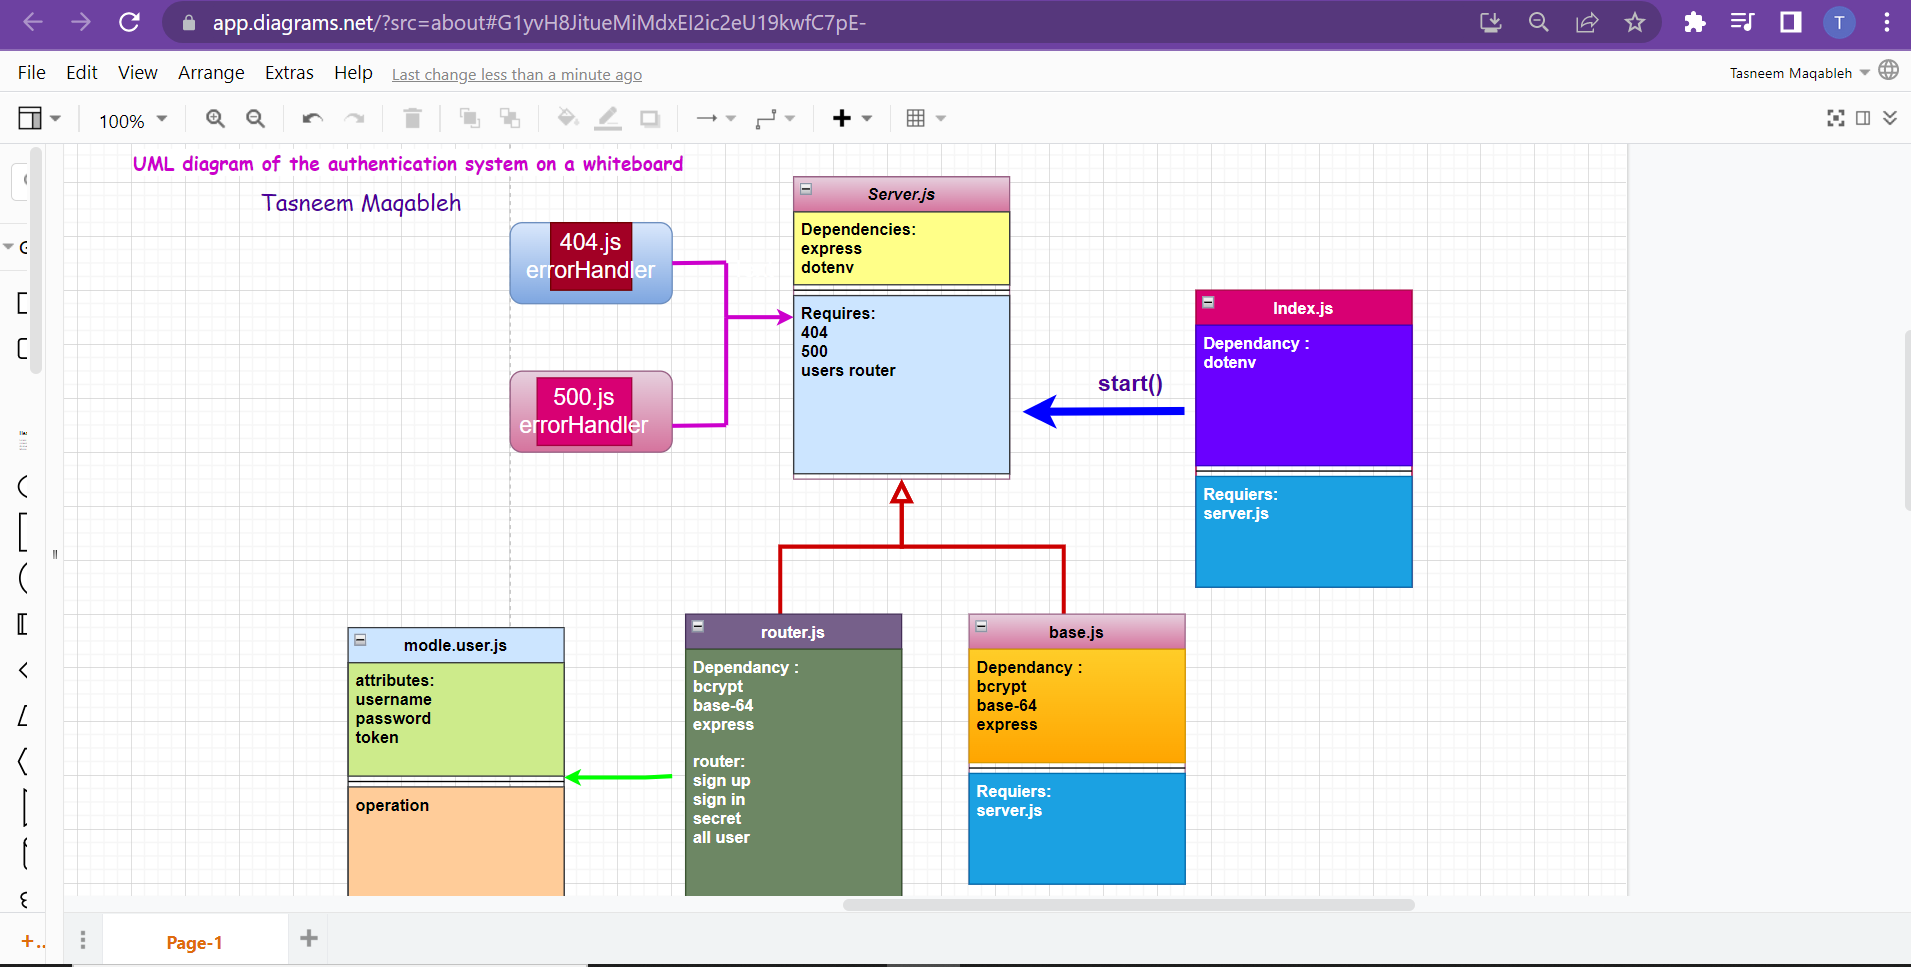 app.diagrams.net/?src=about#G1yvH8JitueMiMdxEI2ic2eU19kwfC7pE-
T
File Edit View Arrange Extras Help Last change less than a minute ago
Tasneem Maqableh
100%
UML diagram of the authentication system on a whiteboard
Tasneem Maqableh
404.js
errorHandler
500.js
errorHandler
Server.js
Dependencies:
express
dotenv
Requires:
404
500
users router
start()
Index.js
Dependancy :
dotenv
Requiers:
server.js
modle.user.js
attributes:
username
password
token
operation
router.js
Dependancy :
bcrypt
base-64
express
router:
sign up
sign in
secret
all user
base.js
Dependancy :
bcrypt
base-64
express
Requiers:
server.js
Page-1